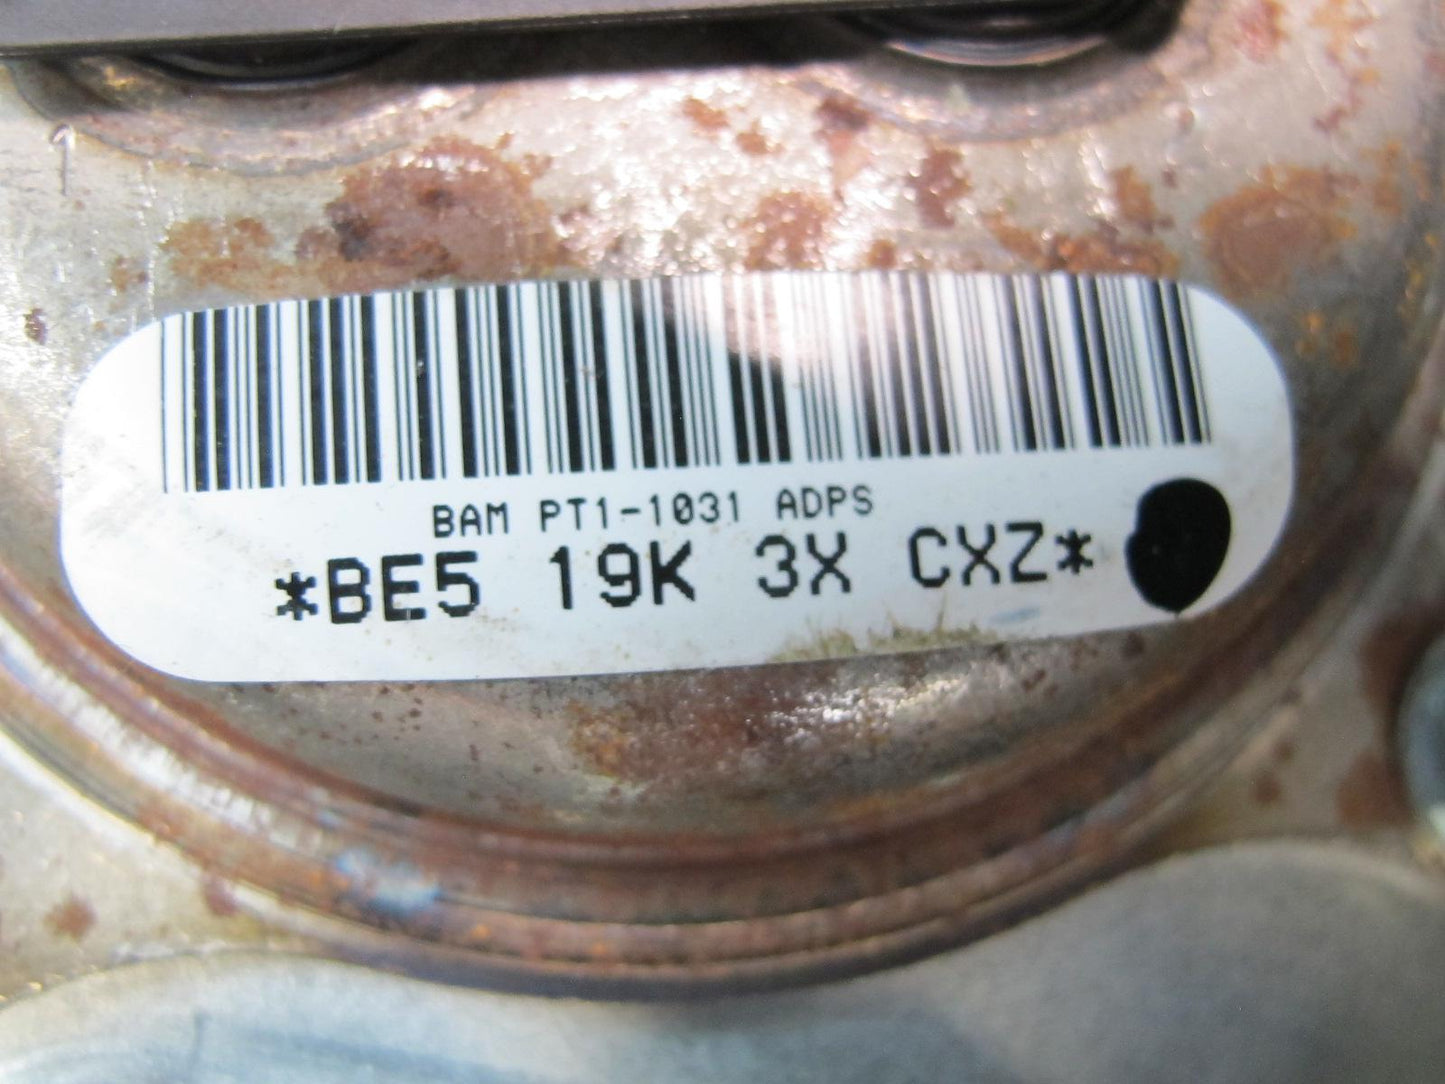 BAM PT1-1031 ADPS
*BE5 19K 3X CXZ*